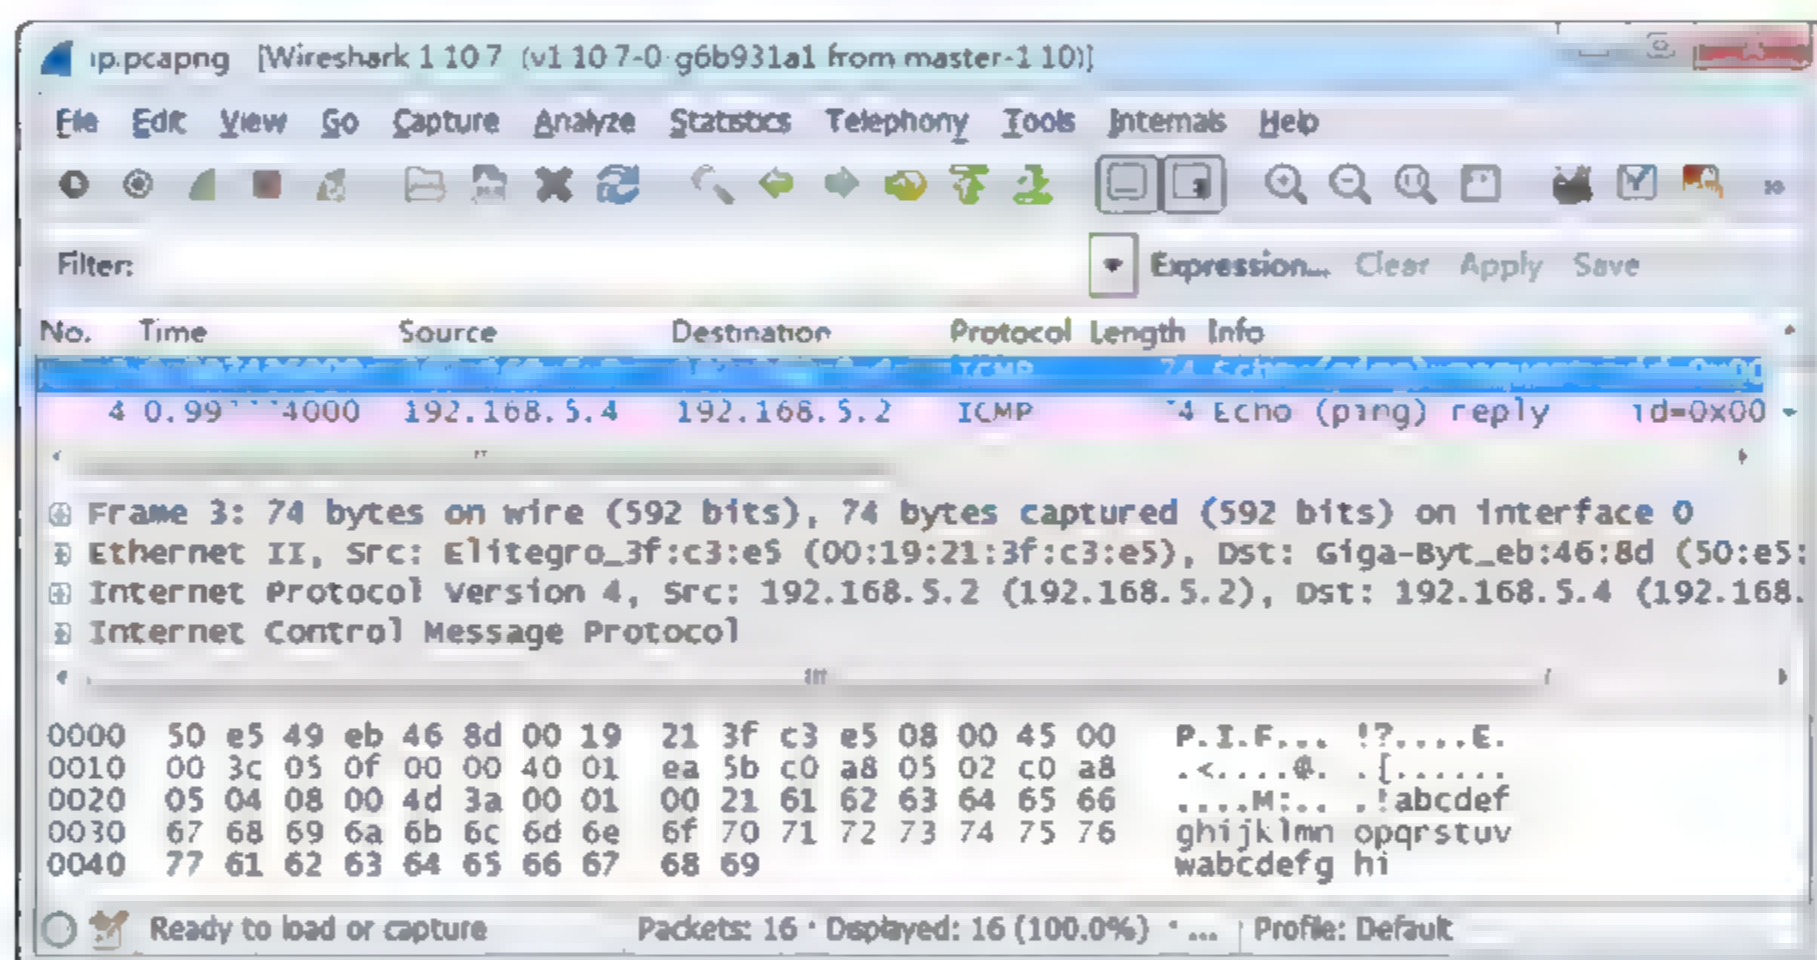 ip.pcapng [Wireshark 1 10 7 (v1 10 7-0-g6b931a1 from master-1 10)]
File Edit View Go Capture Analyze Statistics Telephony Tools Internals Help
Filter: Expression... Clear Apply Save
No. Time Source Destination Protocol Length Info
ICMP 74
4 192.168.5.4 192.168.5.2 ICMP Echo (ping) reply id=0x00
Frame 3: 74 bytes on wire (592 bits), 74 bytes captured (592 bits) on interface 0
Ethernet II, Src: Elitegro_3f:c3:e5 (00:19:21:3f:c3:e5), Dst: Giga-Byt_eb:46:8d (50:e5:
Internet Protocol Version 4, Src: 192.168.5.2 (192.168.5.2), Dst: 192.168.5.4 (192.168.
Internet Control Message Protocol
0000 50 e5 49 eb 46 8d 00 19 21 3f c3 e5 08 00 45 00 P.I.F... !?....E.
0010 00 3c 05 0f 00 00 40 01 ea 5b c0 a8 05 02 c0 a8 .<....@. .[......
0020 05 04 08 00 4d 3a 00 01 00 21 61 62 63 64 65 66 ....M:.. .!abcdef
0030 67 68 69 6a 6b 6c 6d 6e 6f 70 71 72 73 74 75 76 ghijklmn opqrstuv
0040 77 61 62 63 64 65 66 67 68 69 wabcdefg hi
Ready to load or capture Packets: 16 · Displayed: 16 (100.0%) · ... Profile: Default